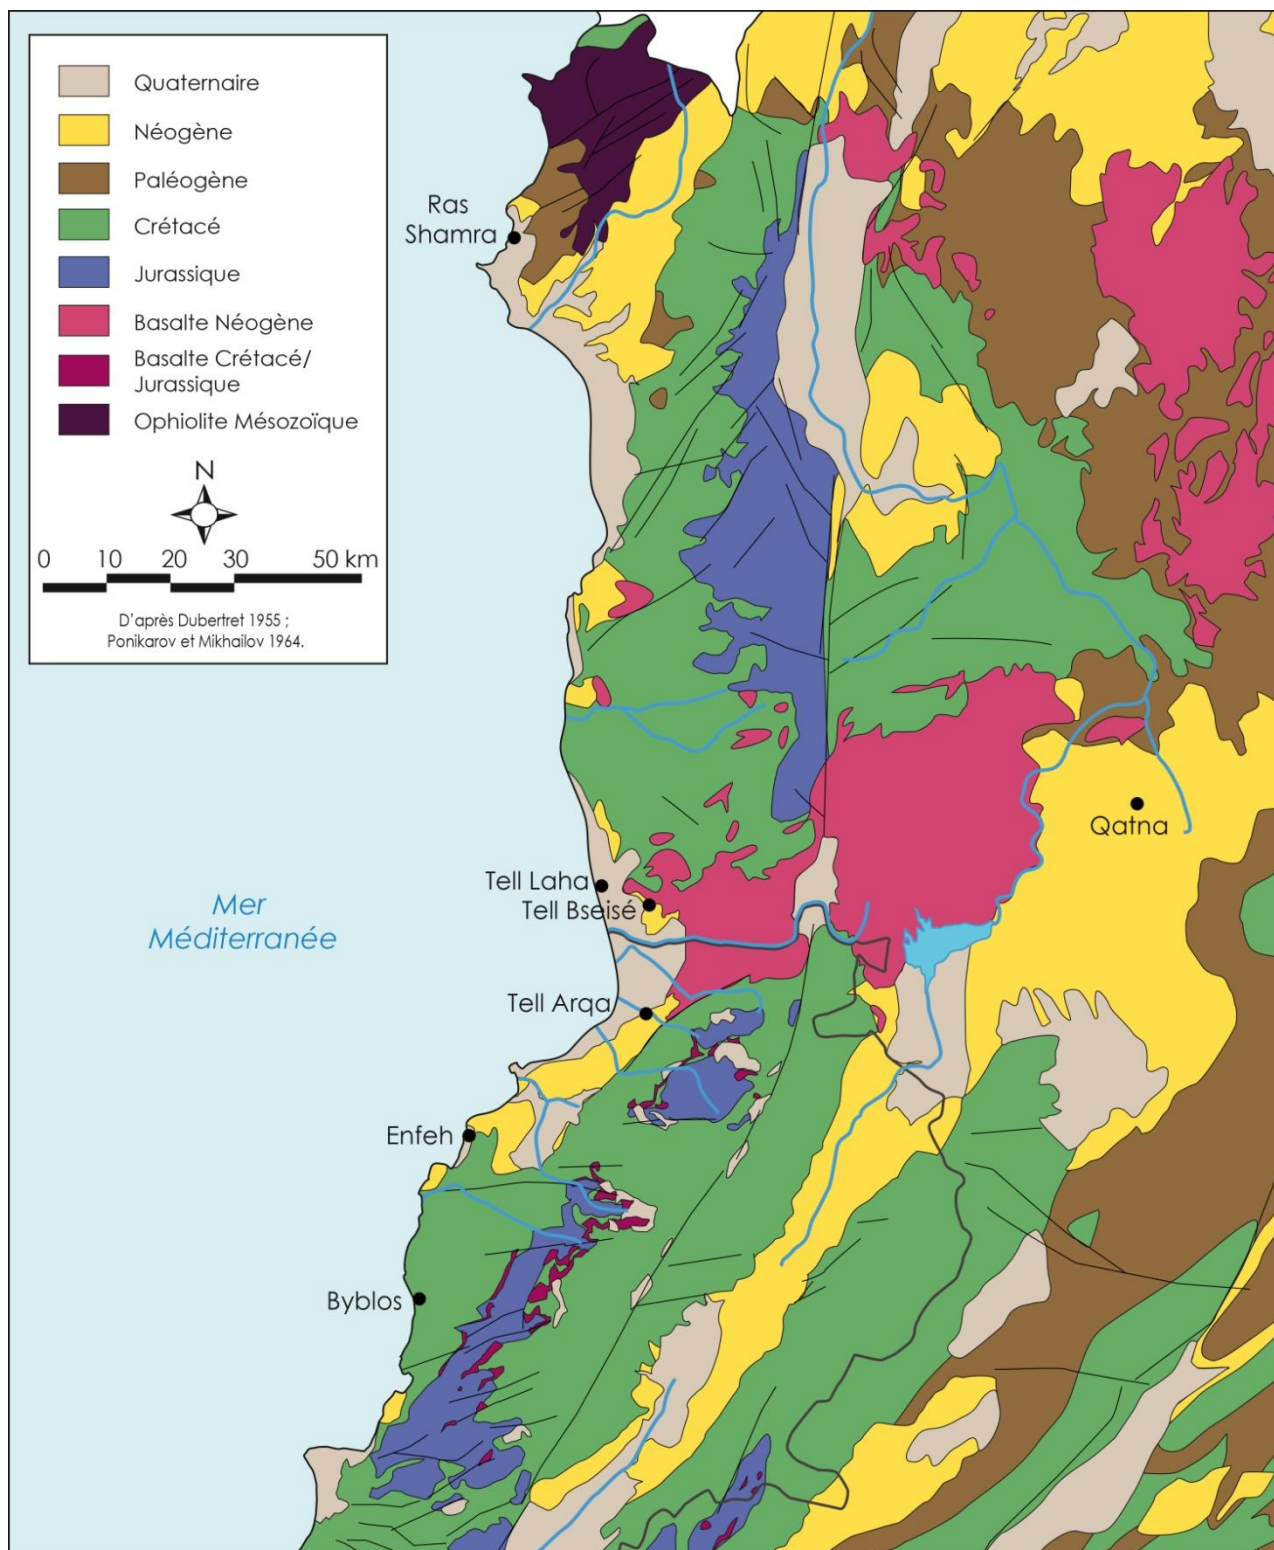 Quaternaire
Néogène
Paléogène
Crétacé
Jurassique
Basalte Néogène
Basalte Crétacé/
Jurassique
Ophiolite Mésozoïque
N
0 10 20 30 50 km
D'après Dubertret 1955 ;
Ponikarov et Mikhaïlov 1964.
Ras
Shamra
Qatna
Tell Laha
Tell Bseisé
Mer
Méditerranée
Tell Arqa
Enfeh
Byblos